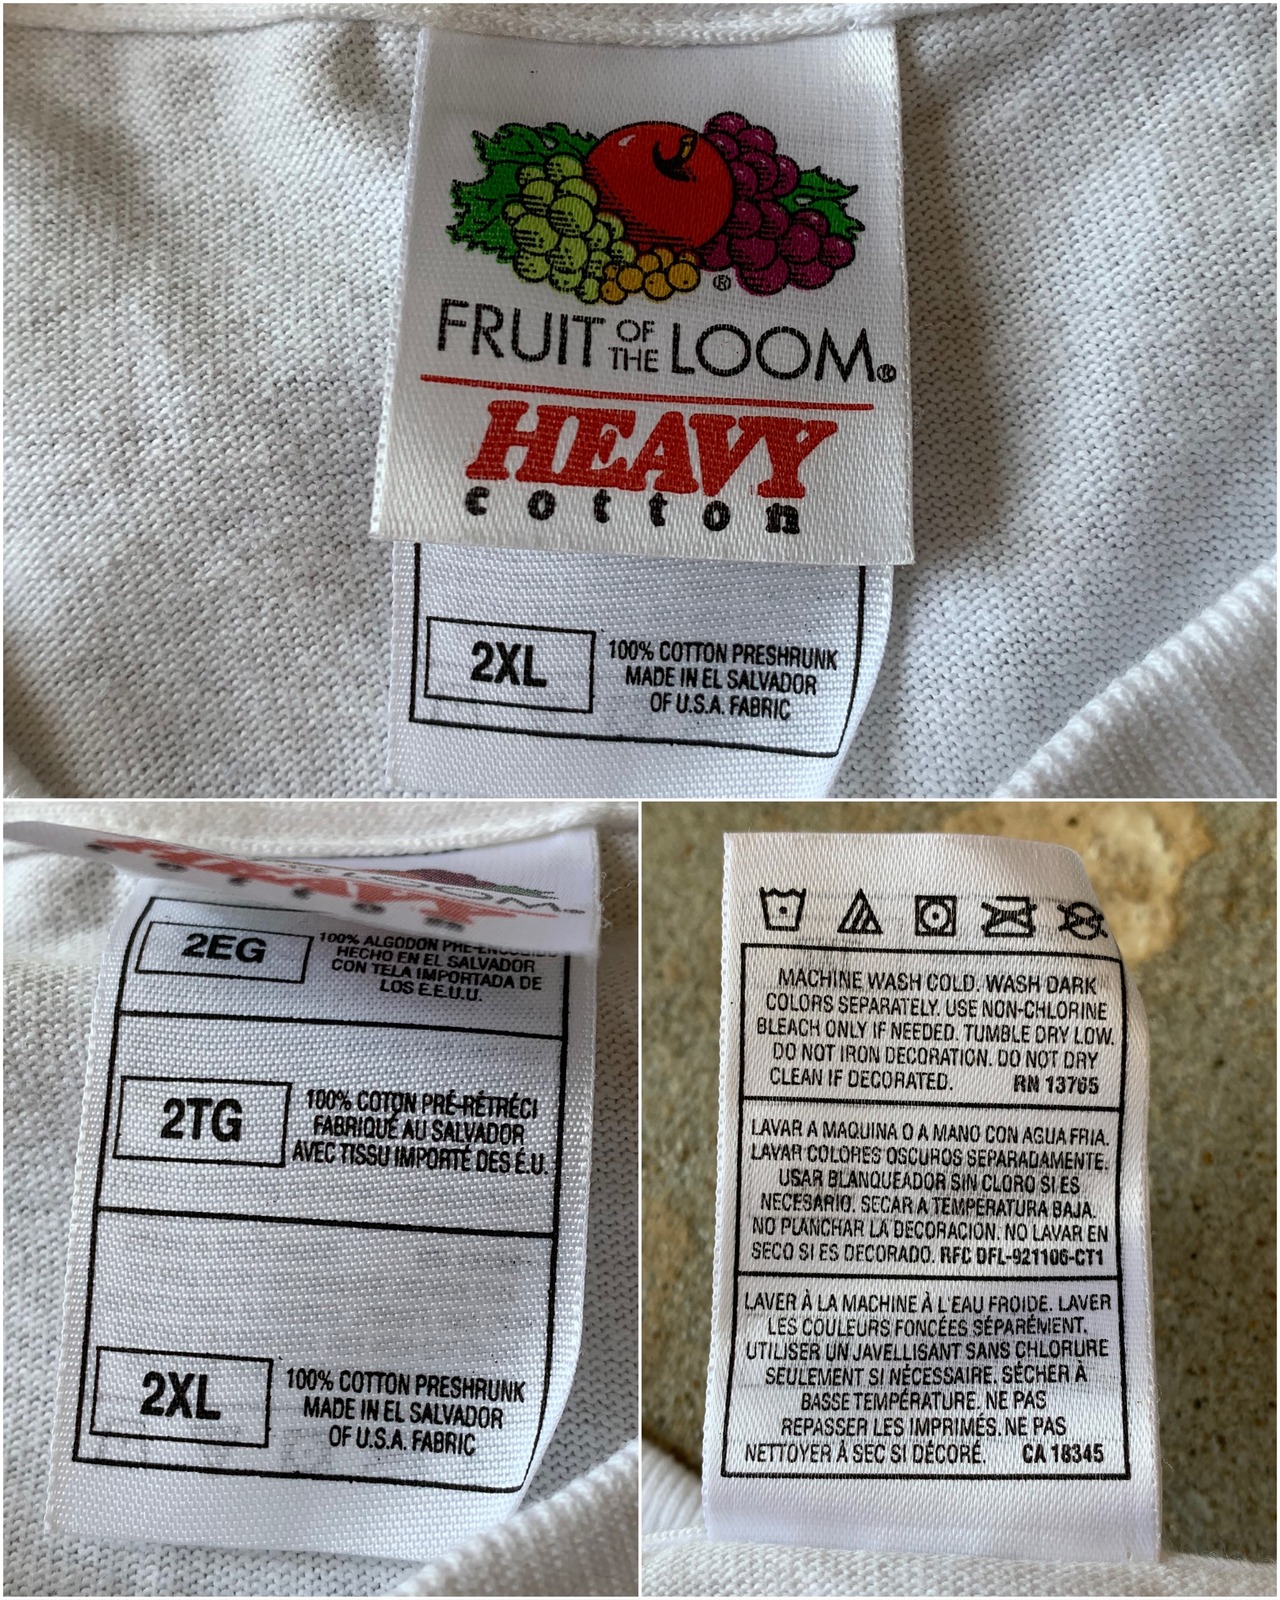 FRUIT OF THE LOOM®
HEAVY
cotton
2XL
100% COTTON PRESHRUNK
MADE IN EL SALVADOR
OF U.S.A. FABRIC
HEAVY
LOOM
2EG
100% ALGODON PRE-ENCOGIDO
HECHO EN EL SALVADOR
CON TELA IMPORTADA DE
LOS E.E.U.U.
2TG
100% COTON PRÉ-RÉTRÉCI
FABRIQUÉ AU SALVADOR
AVEC TISSU IMPORTÉ DES É.U.
2XL
100% COTTON PRESHRUNK
MADE IN EL SALVADOR
OF U.S.A. FABRIC
MACHINE WASH COLD. WASH DARK
COLORS SEPARATELY. USE NON-CHLORINE
BLEACH ONLY IF NEEDED. TUMBLE DRY LOW.
DO NOT IRON DECORATION. DO NOT DRY
CLEAN IF DECORATED. RN 13765
LAVAR A MAQUINA O A MANO CON AGUA FRIA.
LAVAR COLORES OSCUROS SEPARADAMENTE.
USAR BLANQUEADOR SIN CLORO SI ES
NECESARIO. SECAR A TEMPERATURA BAJA.
NO PLANCHAR LA DECORACION. NO LAVAR EN
SECO SI ES DECORADO. RFC DFL-921106-CT1
LAVER À LA MACHINE À L'EAU FROIDE. LAVER
LES COULEURS FONCÉES SÉPARÉMENT.
UTILISER UN JAVELLISANT SANS CHLORURE
SEULEMENT SI NÉCESSAIRE. SÉCHER À
BASSE TEMPÉRATURE. NE PAS
REPASSER LES IMPRIMÉS. NE PAS
NETTOYER À SEC SI DÉCORÉ. CA 18345